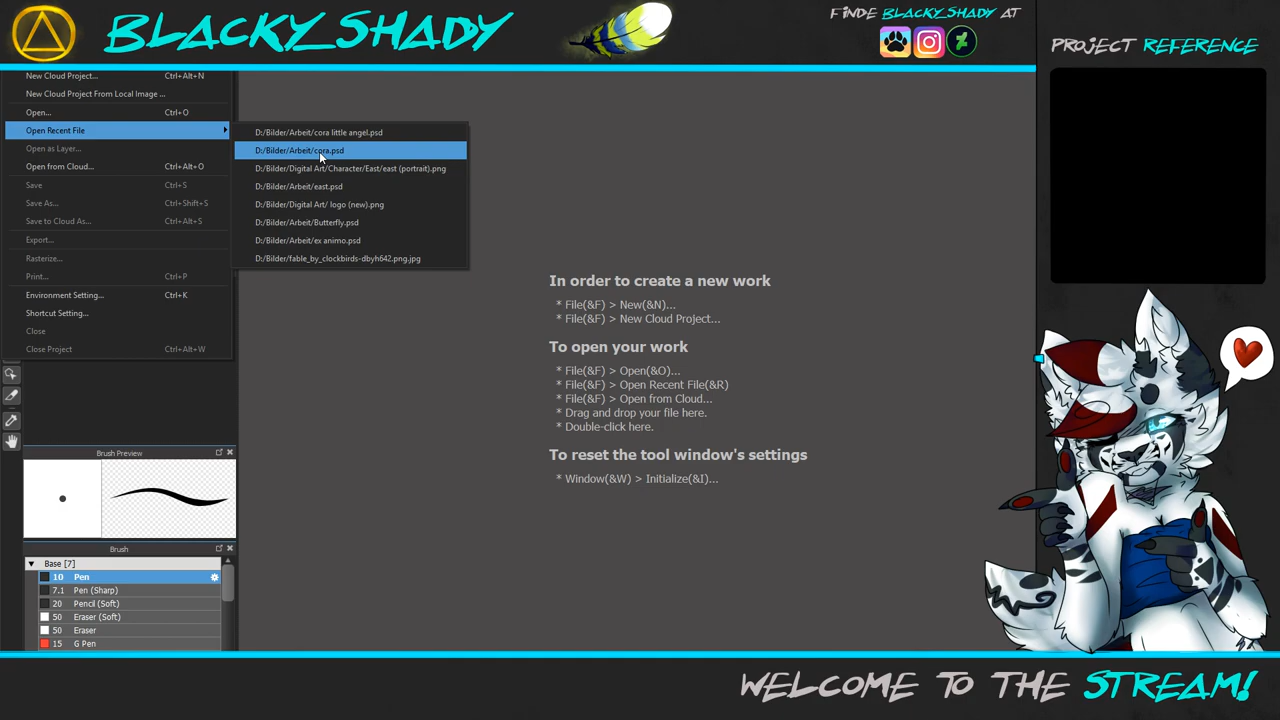 BLACKY_SHADY
FINDE BLACKY_SHADY AT
PROJECT REFERENCE
New Cloud Project... Ctrl+Alt+N
New Cloud Project From Local Image ...
Open... Ctrl+O
Open Recent File
Open as Layer...
Open from Cloud... Ctrl+Alt+O
Save Ctrl+S
Save As... Ctrl+Shift+S
Save to Cloud As... Ctrl+Alt+S
Export...
Rasterize...
Print... Ctrl+P
Environment Setting... Ctrl+K
Shortcut Setting...
Close
Close Project Ctrl+Alt+W
D:/Bilder/Arbeit/cora little angel.psd
D:/Bilder/Arbeit/cora.psd
D:/Bilder/Digital Art/Character/East/east (portrait).png
D:/Bilder/Arbeit/east.psd
D:/Bilder/Digital Art/ logo (new).png
D:/Bilder/Arbeit/Butterfly.psd
D:/Bilder/Arbeit/ex animo.psd
D:/Bilder/fable_by_clockbirds-dbyh642.png.jpg
In order to create a new work
* File(&F) > New(&N)...
* File(&F) > New Cloud Project...
To open your work
* File(&F) > Open(&O)...
* File(&F) > Open Recent File(&R)
* File(&F) > Open from Cloud...
* Drag and drop your file here.
* Double-click here.
To reset the tool window's settings
* Window(&W) > Initialize(&I)...
Brush Preview
Brush
Base [7]
10 Pen
7.1 Pen (Sharp)
20 Pencil (Soft)
50 Eraser (Soft)
50 Eraser
15 G Pen
WELCOME TO THE STREAM!